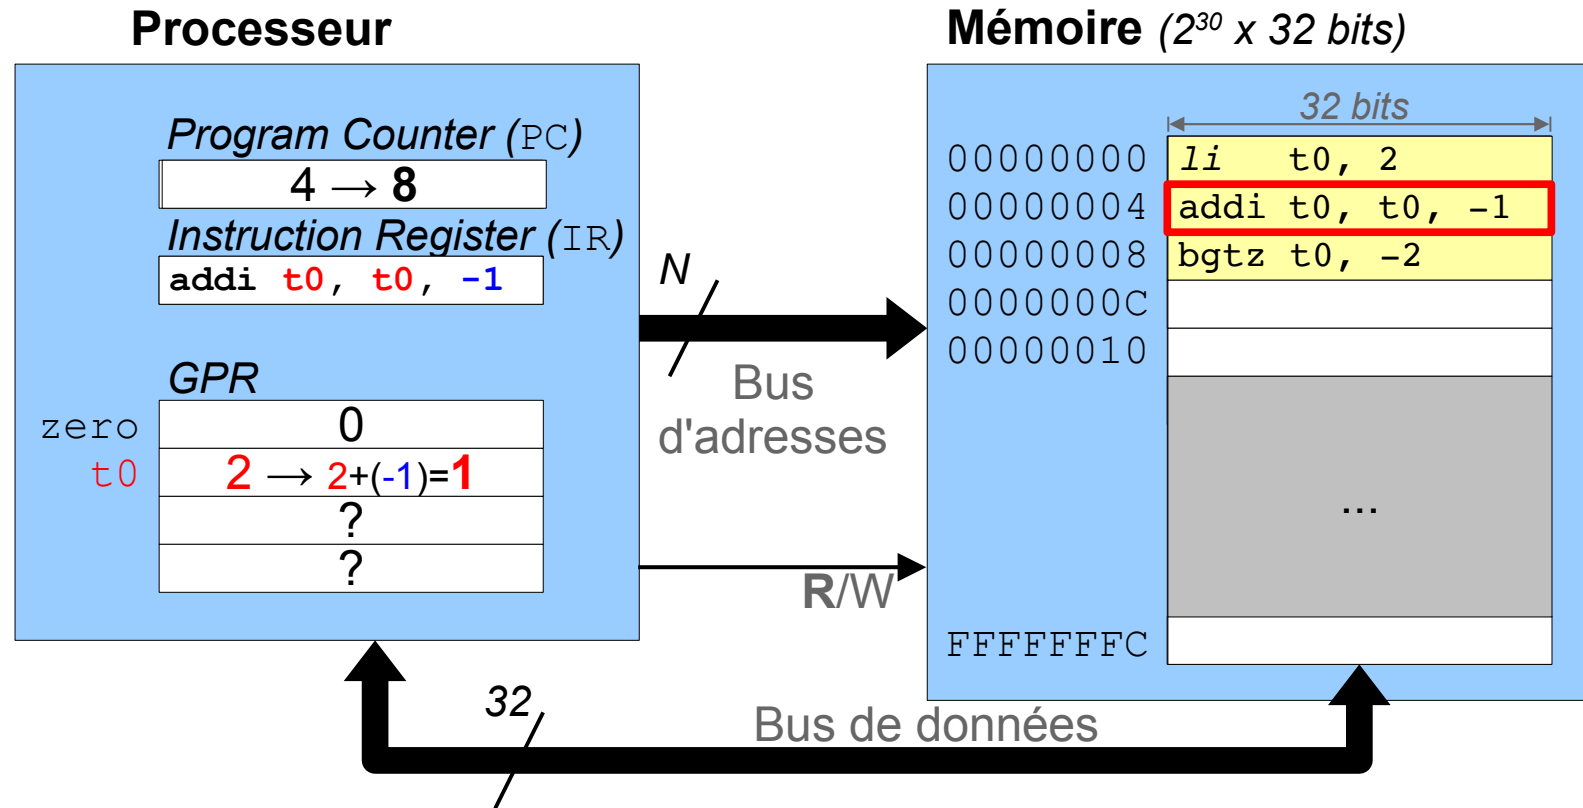 Processeur
Program Counter (PC)
4 → 8
Instruction Register (IR)
addi t0, t0, -1
GPR
zero 0
t0 2 → 2+(-1)=1
?
?
N
Bus
d'adresses
R/W
32
Bus de données
Mémoire (2³⁰ x 32 bits)
32 bits
00000000 li t0, 2
00000004 addi t0, t0, -1
00000008 bgtz t0, -2
0000000C
00000010
...
FFFFFFFC